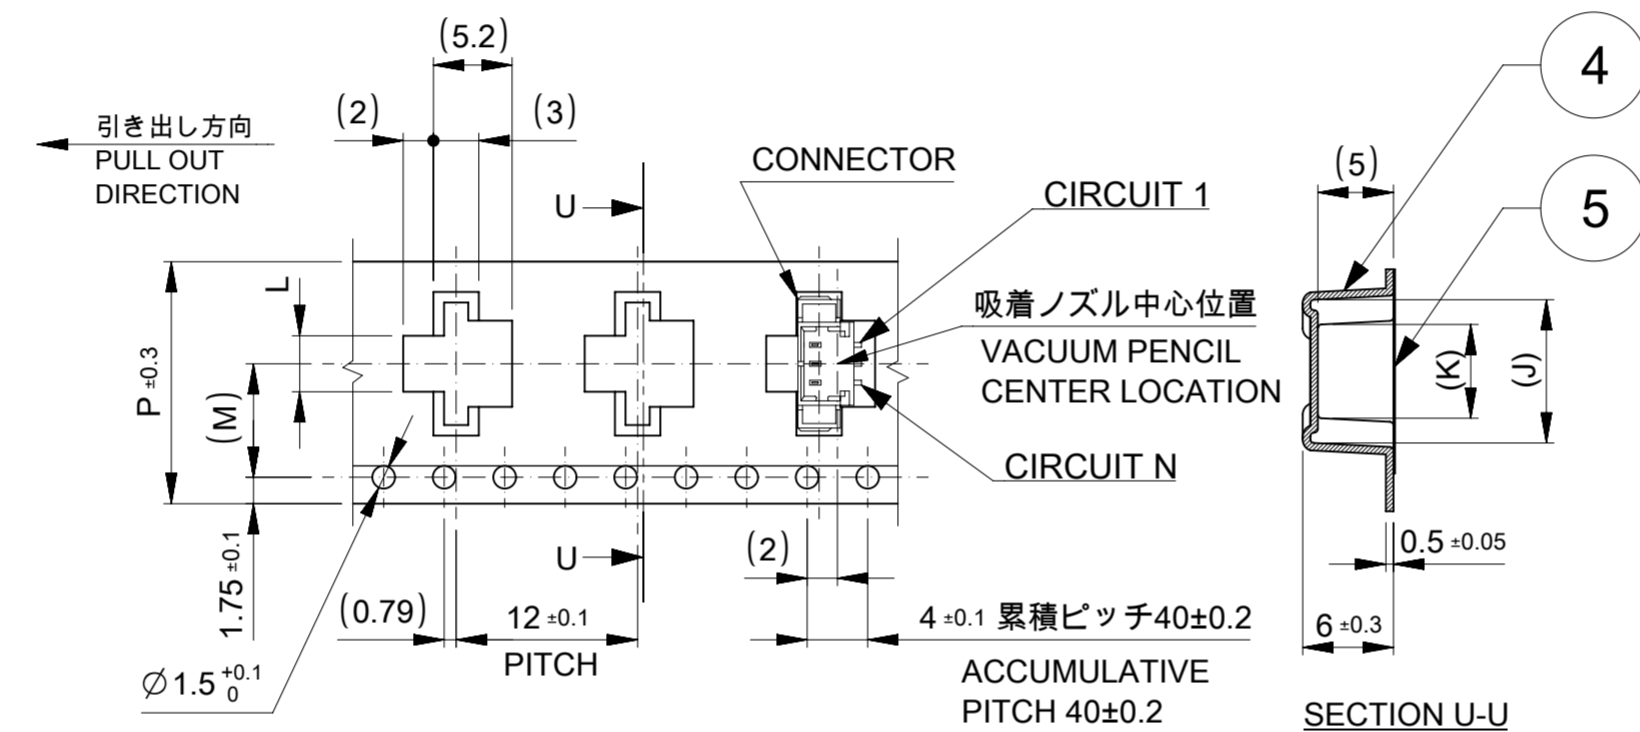 (5.2)
(2)
(3)
引き出し方向
PULL OUT
DIRECTION
U
CONNECTOR
CIRCUIT 1
吸着ノズル中心位置
VACUUM PENCIL
CENTER LOCATION
CIRCUIT N
P ±0.3
L
(M)
1.75 ±0.1
Ø1.5 +0.1 0
(0.79)
12 ±0.1
PITCH
U
(2)
4 ±0.1 累積ピッチ40±0.2
ACCUMULATIVE
PITCH 40±0.2
4
5
(5)
(K)
(J)
0.5 ±0.05
6 ±0.3
SECTION U-U